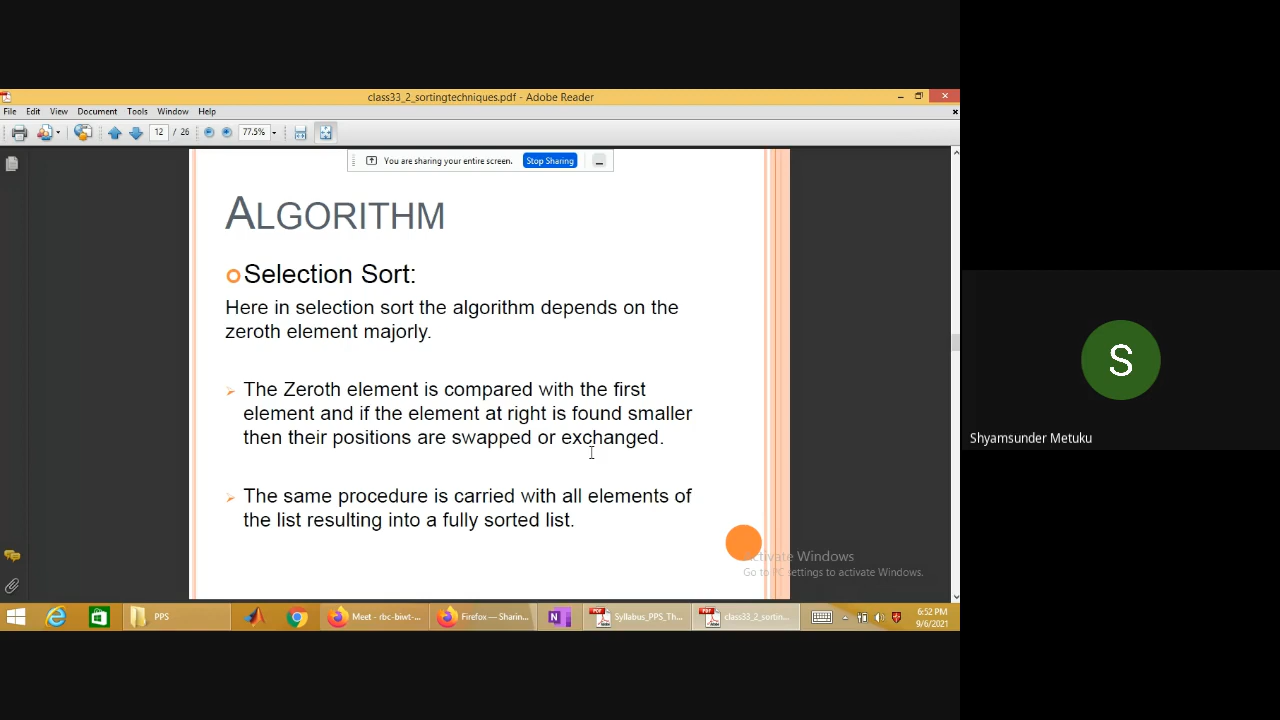 class33_2_sortingtechniques.pdf - Adobe Reader
File Edit View Document Tools Window Help
12 / 26 77.5%
You are sharing your entire screen. Stop Sharing
ALGORITHM
Selection Sort:
Here in selection sort the algorithm depends on the
zeroth element majorly.
The Zeroth element is compared with the first
element and if the element at right is found smaller
then their positions are swapped or exchanged.
The same procedure is carried with all elements of
the list resulting into a fully sorted list.
Activate Windows
Go to PC settings to activate Windows.
PPS Meet - rbc-biwt-... Firefox — Sharin... Syllabus_PPS_Th... class33_2_sortin... 6:52 PM
9/6/2021
S
Shyamsunder Metuku